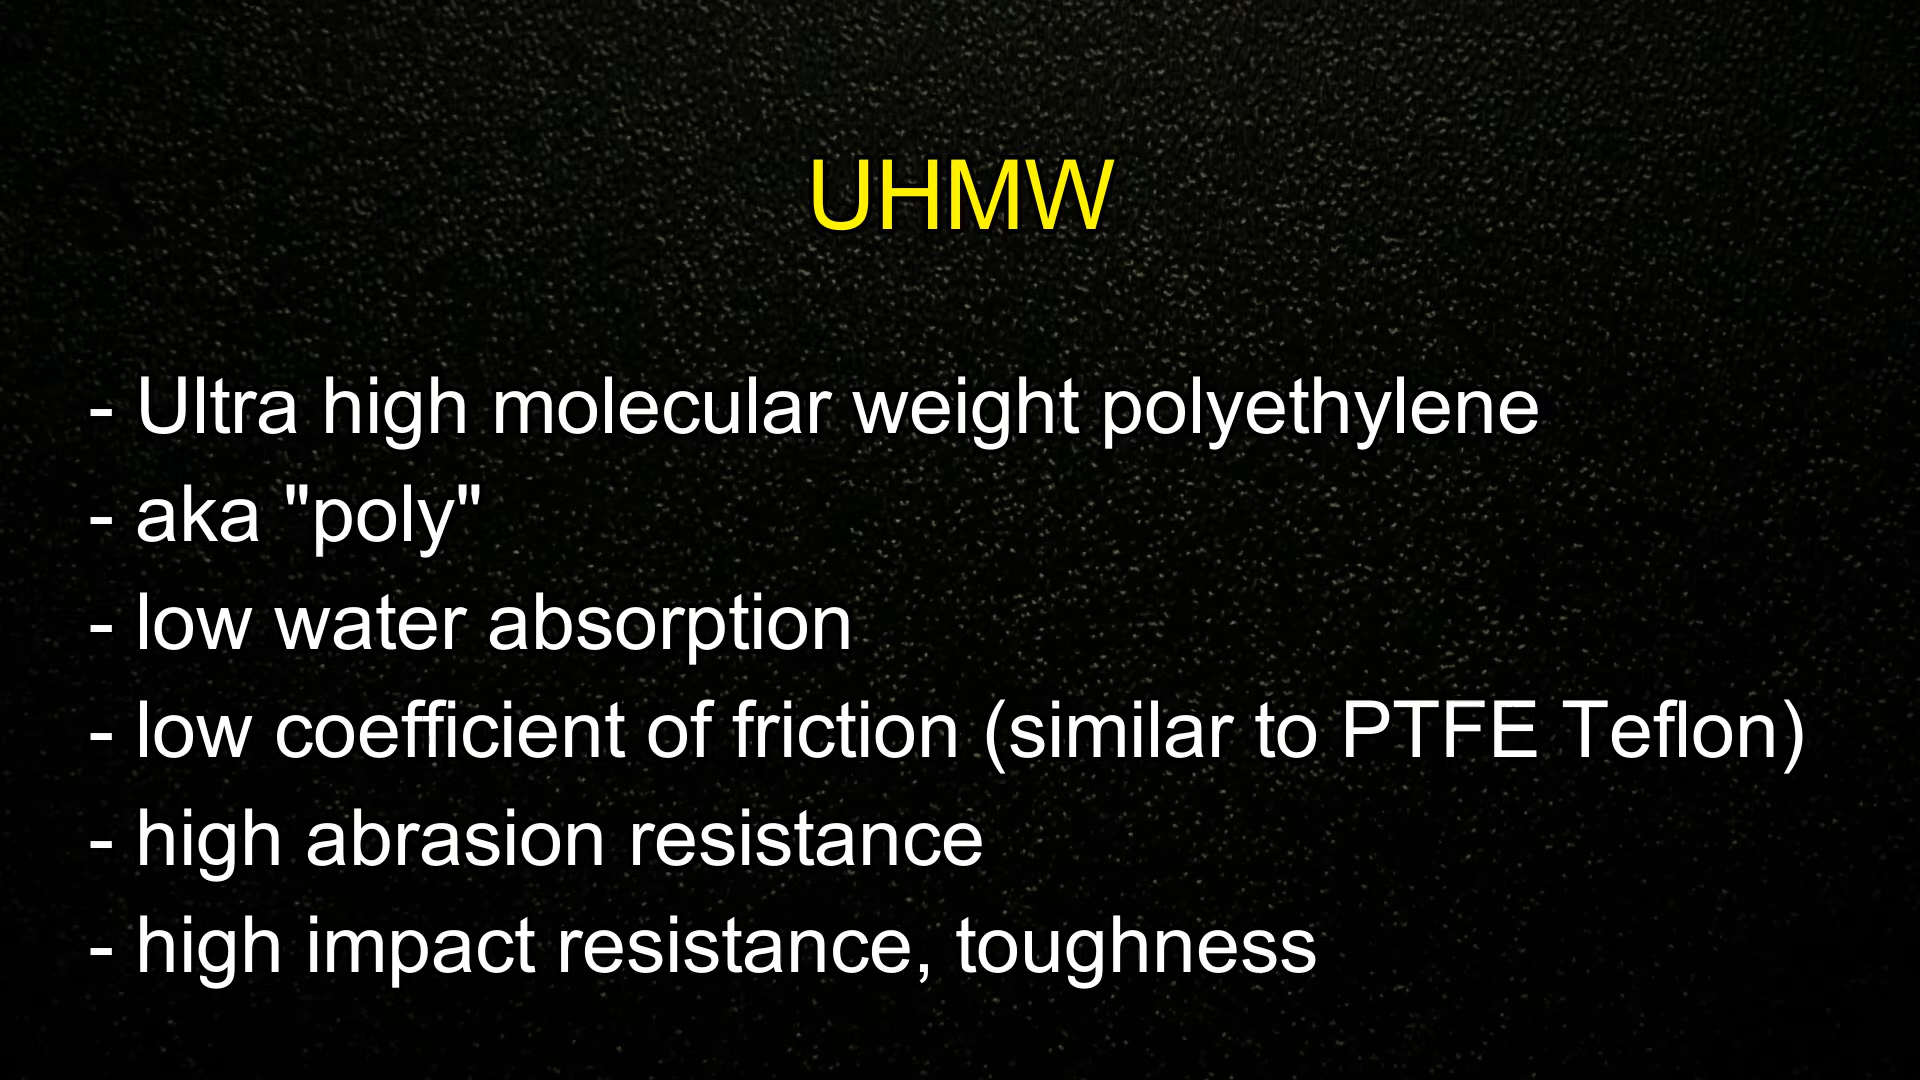 UHMW
- Ultra high molecular weight polyethylene
- aka "poly"
- low water absorption
- low coefficient of friction (similar to PTFE Teflon)
- high abrasion resistance
- high impact resistance, toughness